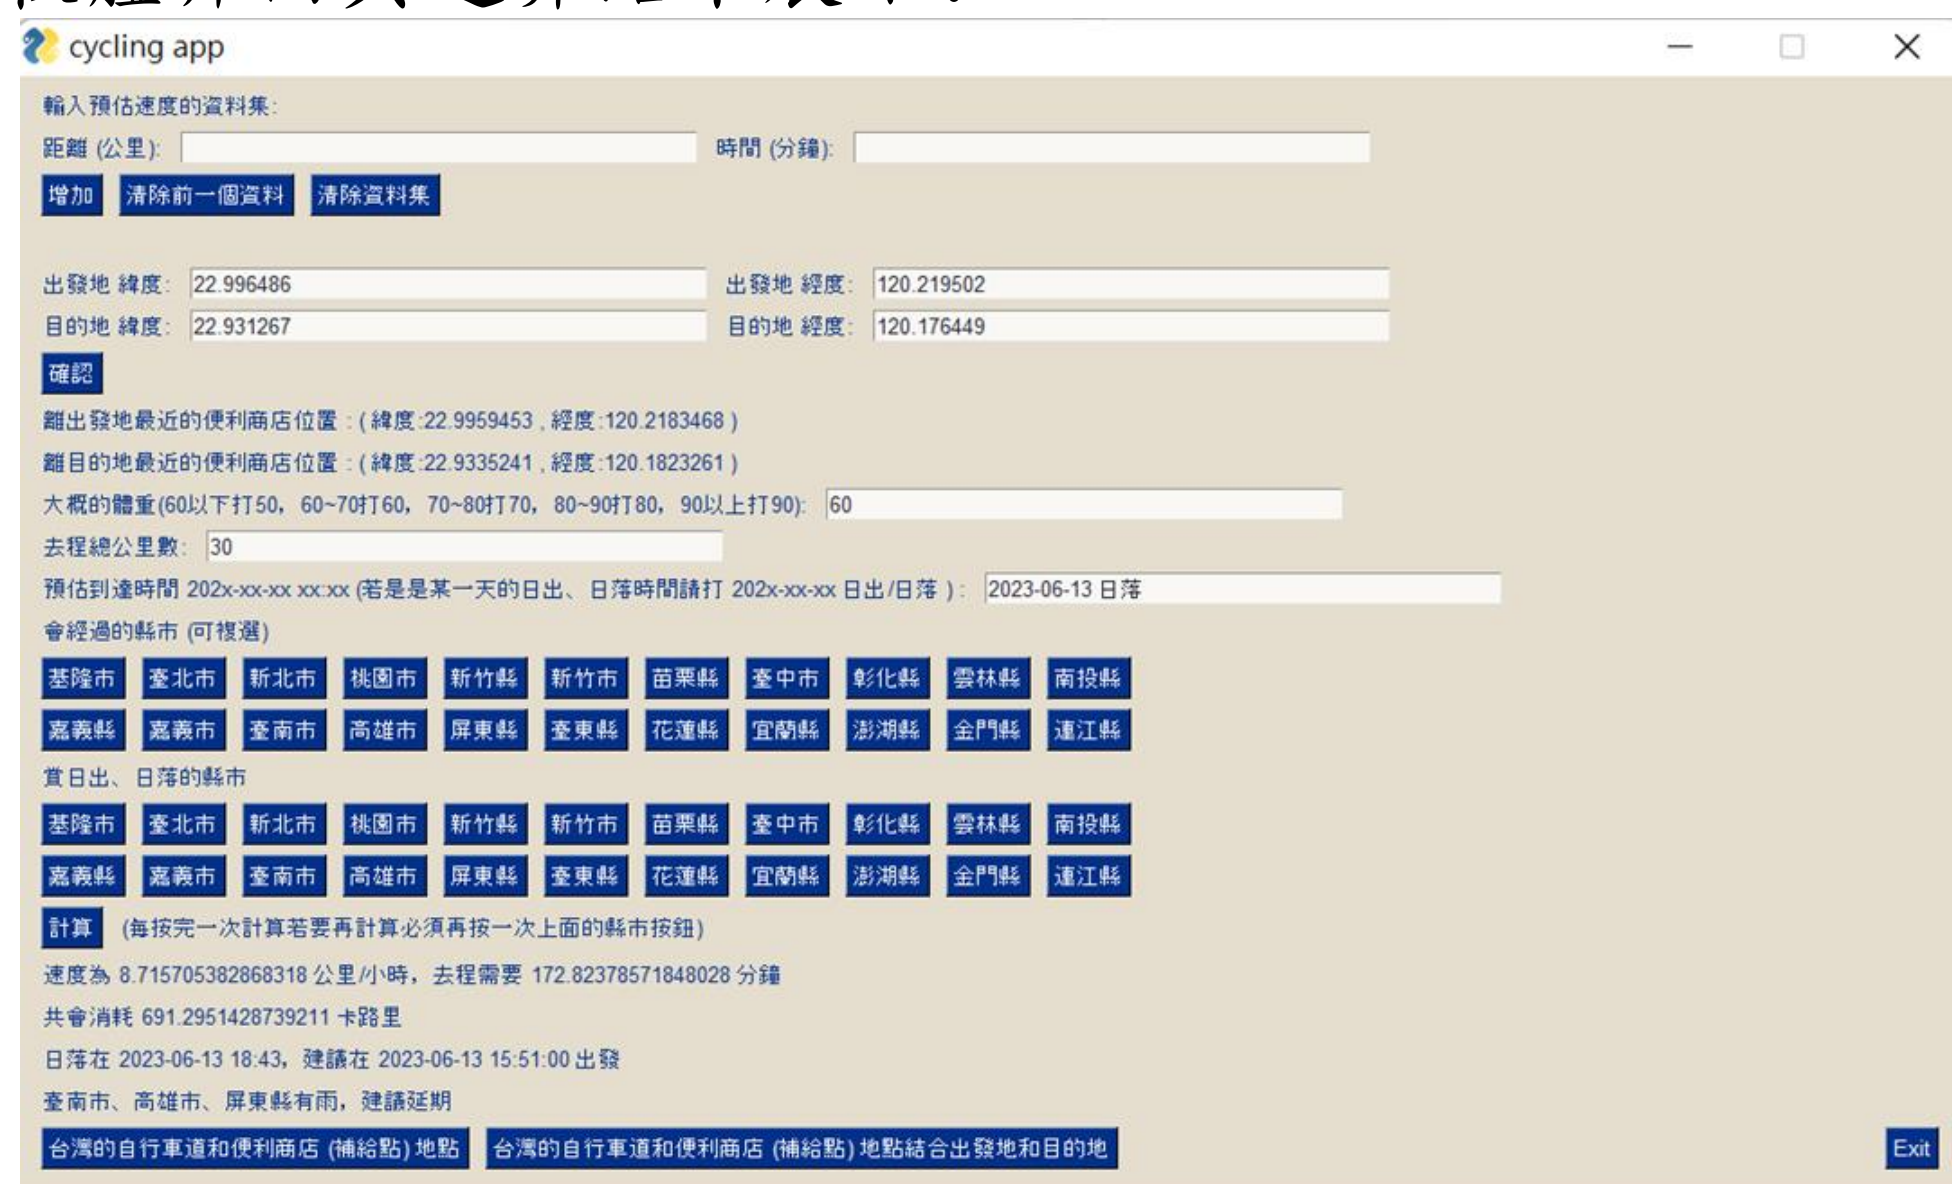 cycling app
輸入預估速度的資料集:
距離 (公里): 時間 (分鐘):
增加 清除前一個資料 清除資料集
出發地 緯度: 22.996486 出發地 經度: 120.219502
目的地 緯度: 22.931267 目的地 經度: 120.176449
確認
離出發地最近的便利商店位置 : ( 緯度:22.9959453 , 經度:120.2183468 )
離目的地最近的便利商店位置 : ( 緯度:22.9335241 , 經度:120.1823261 )
大概的體重(60以下打50，60~70打60，70~80打70，80~90打80，90以上打90): 60
去程總公里數: 30
預估到達時間 202x-xx-xx xx:xx (若是是某一天的日出、日落時間請打 202x-xx-xx 日出/日落 ) : 2023-06-13 日落
會經過的縣市 (可複選)
基隆市 臺北市 新北市 桃園市 新竹縣 新竹市 苗栗縣 臺中市 彰化縣 雲林縣 南投縣
嘉義縣 嘉義市 臺南市 高雄市 屏東縣 臺東縣 花蓮縣 宜蘭縣 澎湖縣 金門縣 連江縣
賞日出、日落的縣市
基隆市 臺北市 新北市 桃園市 新竹縣 新竹市 苗栗縣 臺中市 彰化縣 雲林縣 南投縣
嘉義縣 嘉義市 臺南市 高雄市 屏東縣 臺東縣 花蓮縣 宜蘭縣 澎湖縣 金門縣 連江縣
計算 (每按完一次計算若要再計算必須再按一次上面的縣市按鈕)
速度為 8.715705382868318 公里/小時，去程需要 172.82378571848028 分鐘
共會消耗 691.2951428739211 卡路里
日落在 2023-06-13 18:43，建議在 2023-06-13 15:51:00 出發
臺南市、高雄市、屏東縣有雨，建議延期
台灣的自行車道和便利商店 (補給點) 地點 台灣的自行車道和便利商店 (補給點) 地點結合出發地和目的地 Exit